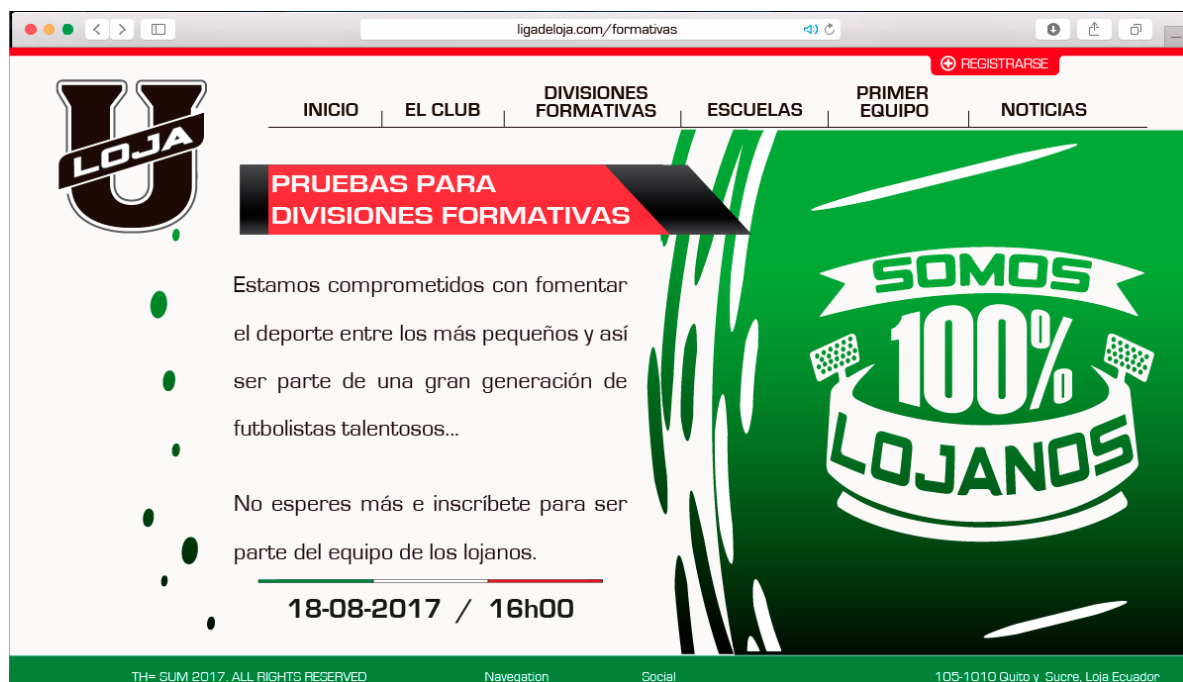 ligadeloja.com/formativas
REGISTRARSE
INICIO
EL CLUB
DIVISIONES
FORMATIVAS
ESCUELAS
PRIMER
EQUIPO
NOTICIAS
U
LOJA
PRUEBAS PARA
DIVISIONES FORMATIVAS
Estamos comprometidos con fomentar
el deporte entre los más pequeños y así
ser parte de una gran generación de
futbolistas talentosos...
No esperes más e inscríbete para ser
parte del equipo de los lojanos.
18-08-2017 / 16h00
SOMOS
100%
LOJANOS
TH= SUM 2017, ALL RIGHTS RESERVED
Navegation
Social
105-1010 Quito y Sucre, Loja Ecuador